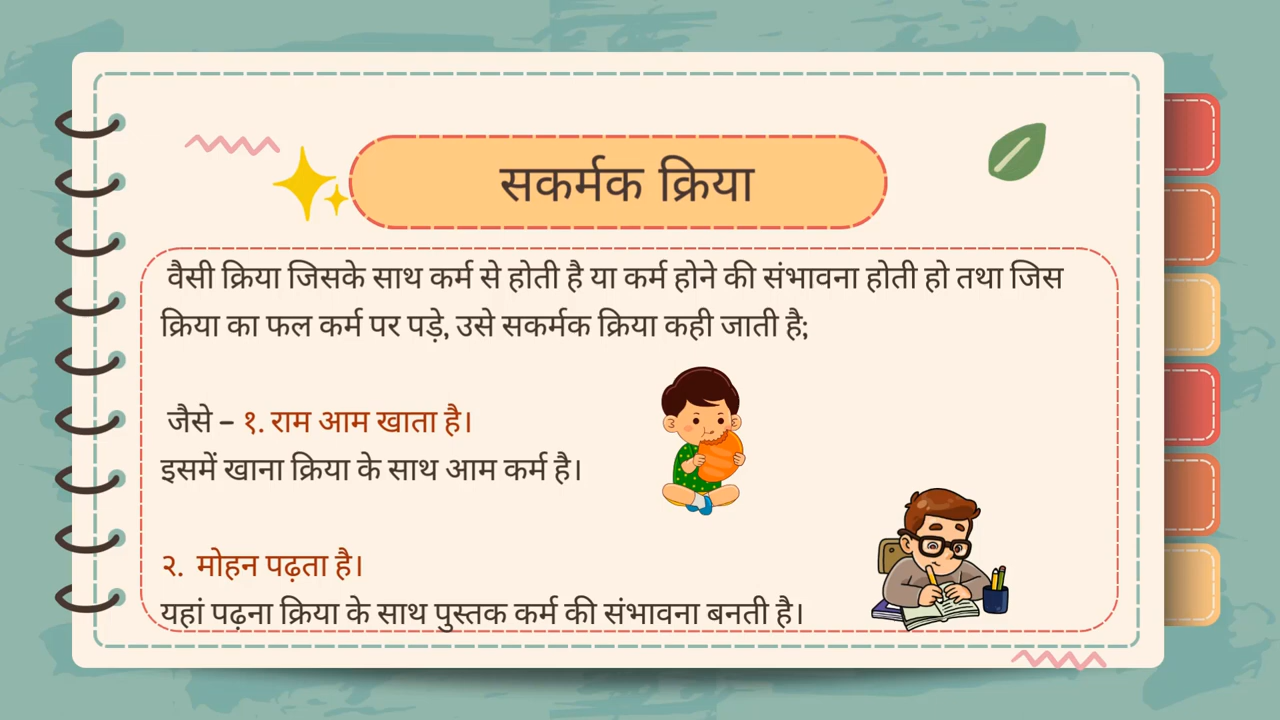 सकर्मक क्रिया
वैसी क्रिया जिसके साथ कर्म से होती है या कर्म होने की संभावना होती हो तथा जिस
क्रिया का फल कर्म पर पड़े, उसे सकर्मक क्रिया कही जाती है;
जैसे – १. राम आम खाता है।
इसमें खाना क्रिया के साथ आम कर्म है।
२. मोहन पढ़ता है।
यहां पढ़ना क्रिया के साथ पुस्तक कर्म की संभावना बनती है।